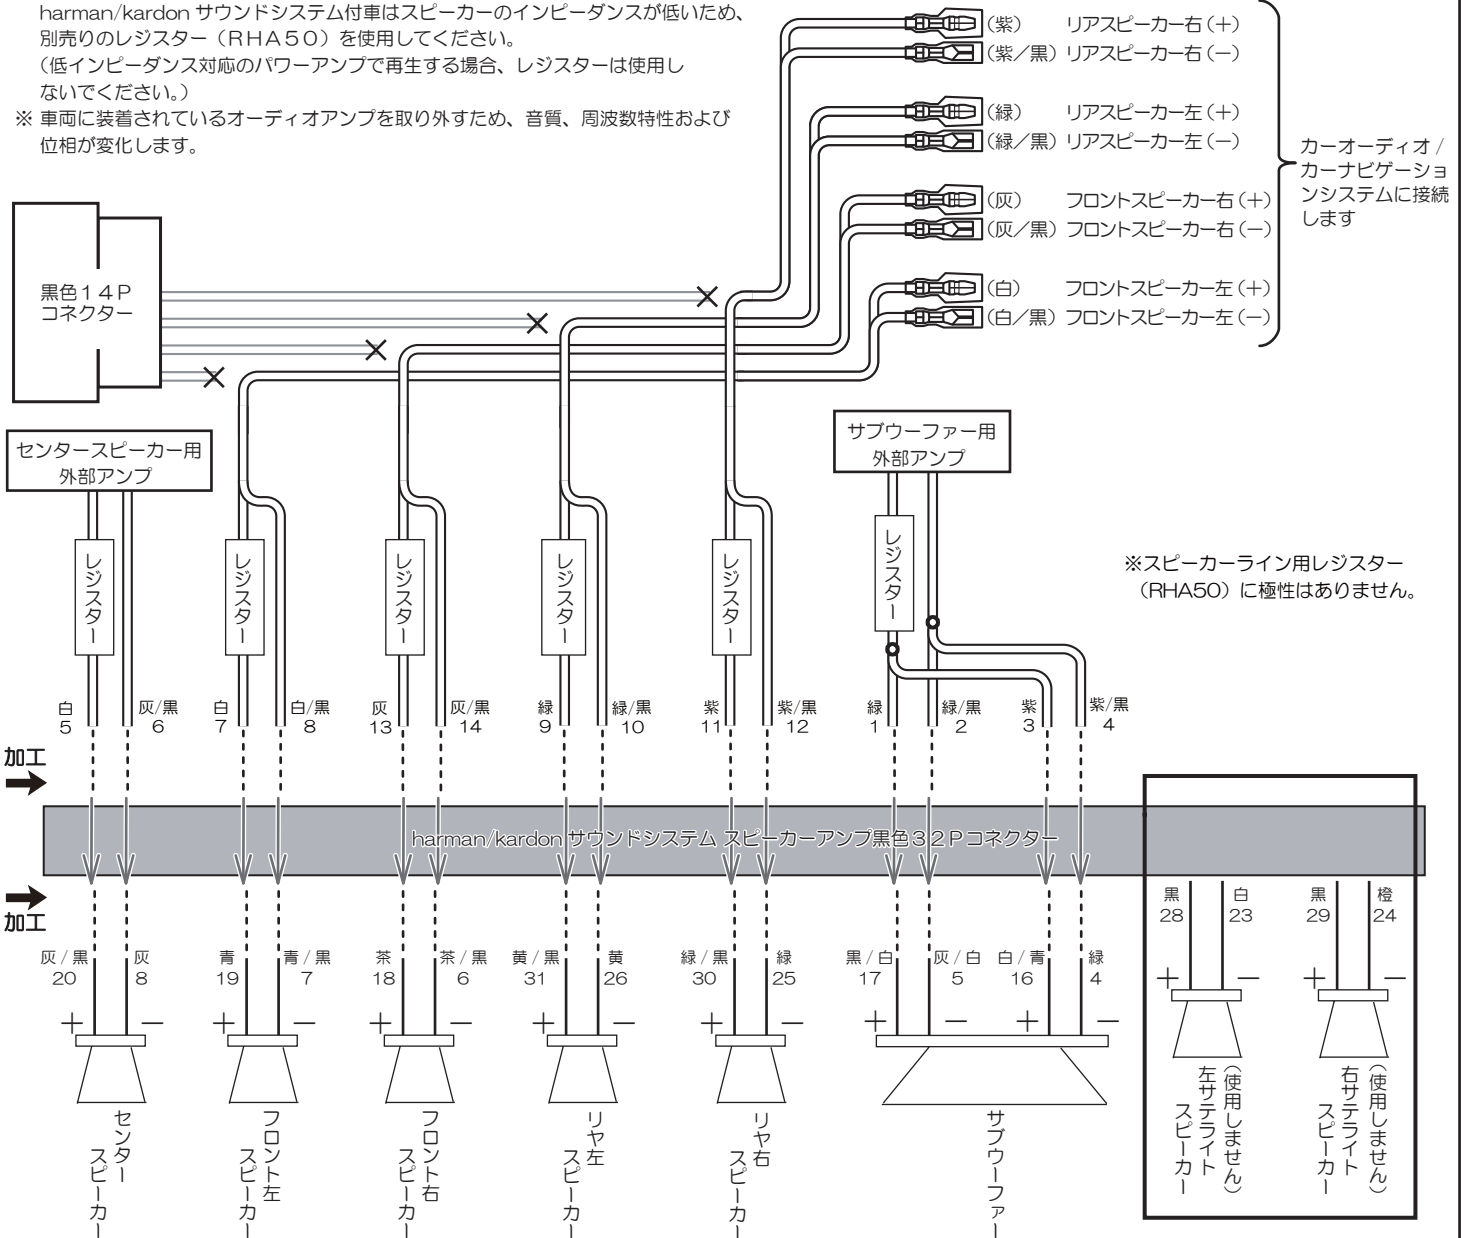 harman/kardon サウンドシステム付車はスピーカーのインピーダンスが低いため、
別売りのレジスター（ＲＨＡ５０）を使用してください。
（低インピーダンス対応のパワーアンプで再生する場合、レジスターは使用し
ないでください。）
※ 車両に装着されているオーディオアンプを取り外すため、音質、周波数特性および
位相が変化します。
（紫） リアスピーカー右（＋）
（紫／黒） リアスピーカー右（−）
（緑） リアスピーカー左（＋）
（緑／黒） リアスピーカー左（−）
（灰） フロントスピーカー右（＋）
（灰／黒） フロントスピーカー右（−）
（白） フロントスピーカー左（＋）
（白／黒） フロントスピーカー左（−）
カーオーディオ /
カーナビゲーショ
ンシステムに接続
します
黒色１４Ｐ
コネクター
センタースピーカー用
外部アンプ
サブウーファー用
外部アンプ
レジスター
レジスター
レジスター
レジスター
レジスター
レジスター
※スピーカーライン用レジスター
（RHA50）に極性はありません。
白 灰/黒 白 白/黒 灰 灰/黒 緑 緑/黒 紫 紫/黒 緑 緑/黒 紫 紫/黒
5 6 7 8 13 14 9 10 11 12 1 2 3 4
加工
harman/kardon サウンドシステム スピーカーアンプ黒色３２Ｐコネクター
加工
黒 白 黒 橙
28 23 29 24
灰 / 黒 灰 青 青 / 黒 茶 茶 / 黒 黄 / 黒 黄 緑 / 黒 緑 黒 / 白 灰 / 白 白 / 青 緑
20 8 19 7 18 6 31 26 30 25 17 5 16 4
＋ − ＋ −
＋ − ＋ − ＋ − ＋ − ＋ − ＋ − ＋ −
センター
スピーカー
フロント左
スピーカー
フロント右
スピーカー
リヤ左
スピーカー
リヤ右
スピーカー
サブウーファー
（使用しません）
左サテライト
スピーカー
（使用しません）
右サテライト
スピーカー